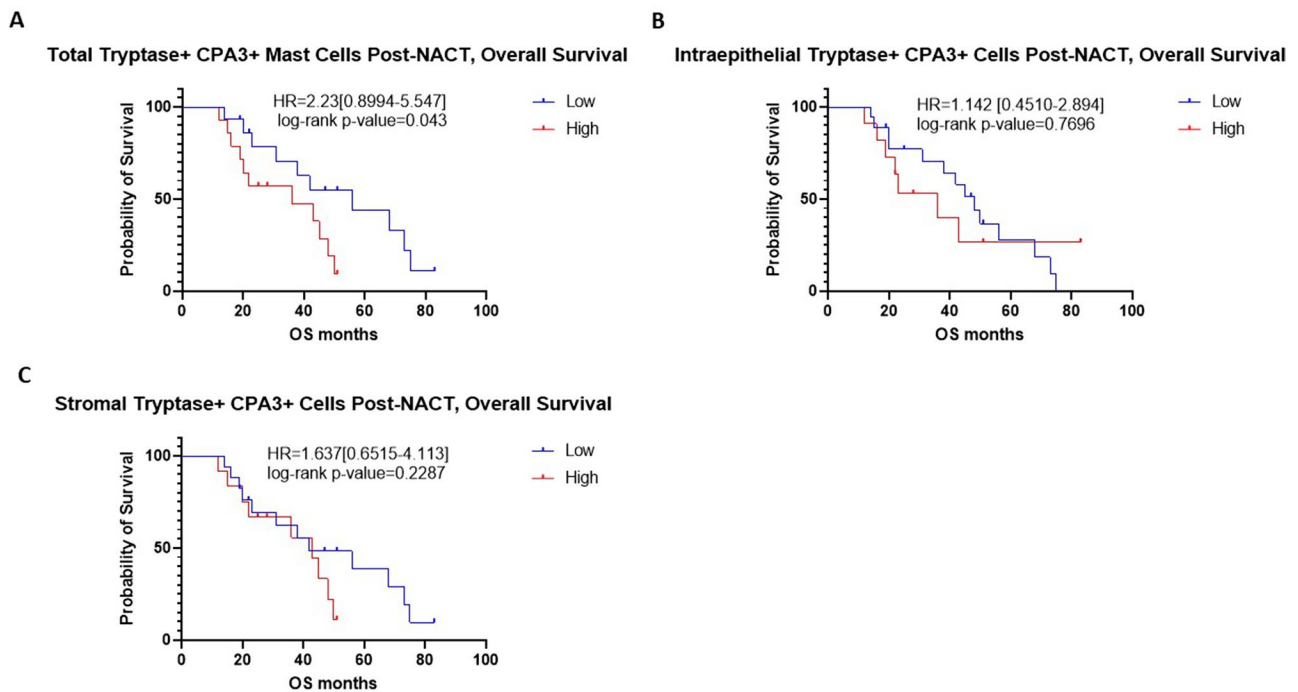 A
Total Tryptase+ CPA3+ Mast Cells Post-NACT, Overall Survival
HR=2.23[0.8994-5.547]
log-rank p-value=0.043
Low
High
Probability of Survival
100
50
0
0 20 40 60 80 100
OS months
B
Intraepithelial Tryptase+ CPA3+ Cells Post-NACT, Overall Survival
HR=1.142 [0.4510-2.894]
log-rank p-value=0.7696
Low
High
Probability of Survival
100
50
0
0 20 40 60 80 100
OS months
C
Stromal Tryptase+ CPA3+ Cells Post-NACT, Overall Survival
HR=1.637[0.6515-4.113]
log-rank p-value=0.2287
Low
High
Probability of Survival
100
50
0
0 20 40 60 80 100
OS months